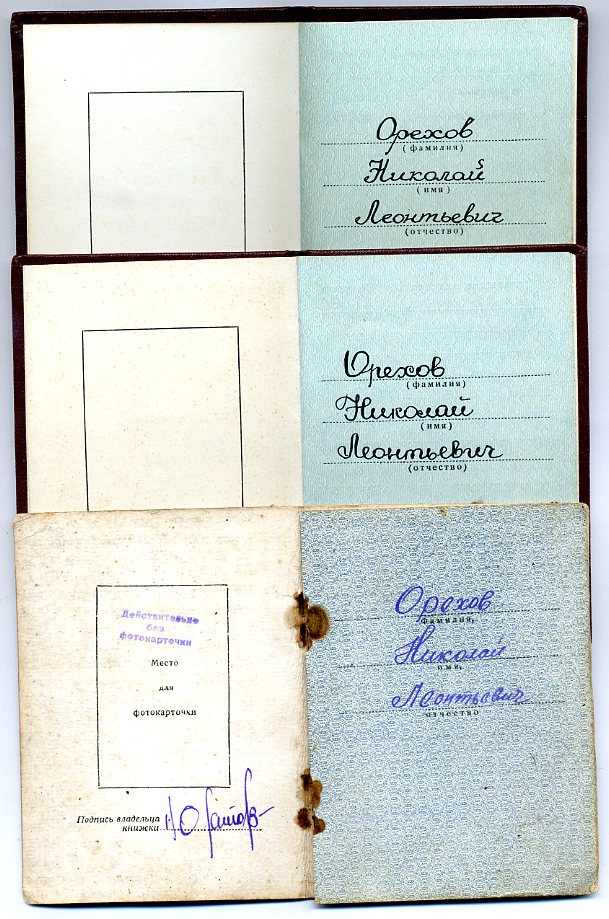 Орехов
(фамилия)
Николай
(имя)
Леонтьевич
(отчество)
Орехов
(фамилия)
Николай
(имя)
Леонтьевич
(отчество)
Действительно
без
фотокарточки
Место
для
фотокарточки
Подпись владельца
книжки
Орехов
фамилия,
Николай
имя,
Леонтьевич
отчество